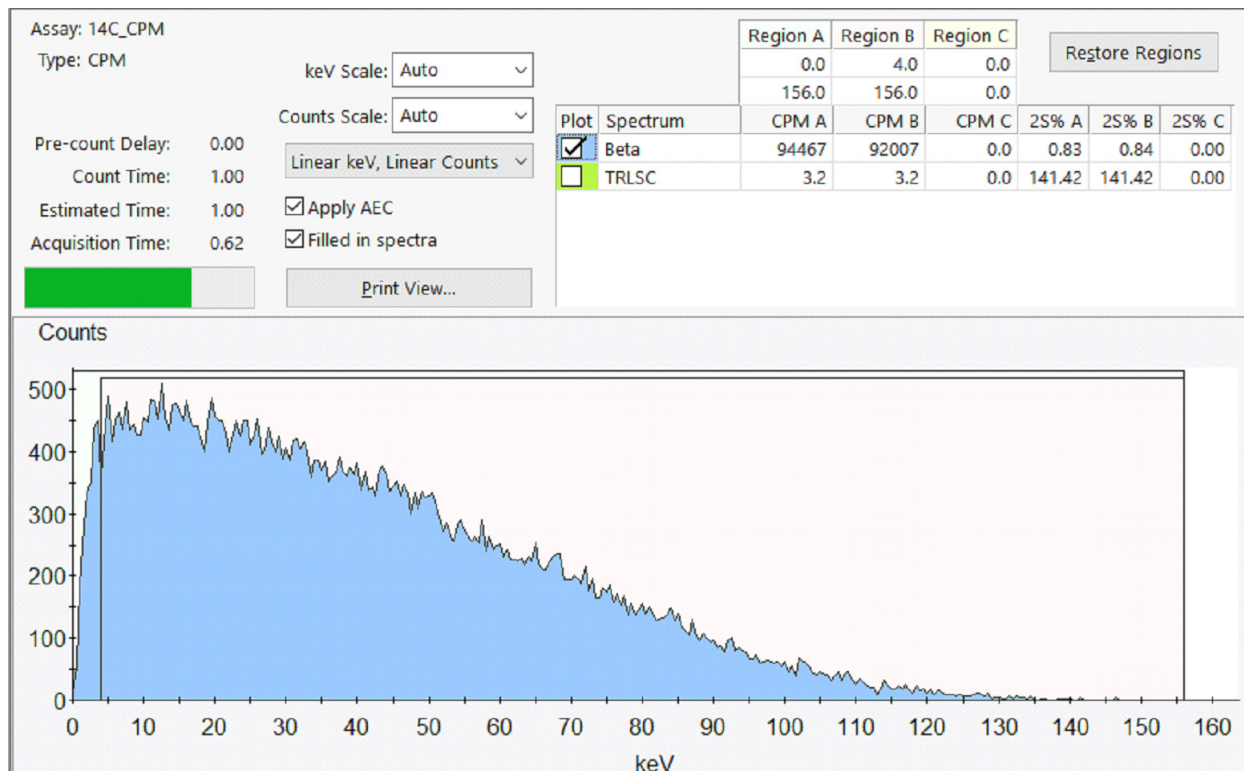 Assay: 14C_CPM
Type: CPM
Pre-count Delay: 0.00
Count Time: 1.00
Estimated Time: 1.00
Acquisition Time: 0.62
keV Scale: Auto
Counts Scale: Auto
Linear keV, Linear Counts
Apply AEC
Filled in spectra
Print View...
Region A Region B Region C
0.0 4.0 0.0
156.0 156.0 0.0
Restore Regions
Plot Spectrum CPM A CPM B CPM C 2S% A 2S% B 2S% C
Beta 94467 92007 0.0 0.83 0.84 0.00
TRLSC 3.2 3.2 0.0 141.42 141.42 0.00
Counts
500
400
300
200
100
0
0 10 20 30 40 50 60 70 80 90 100 110 120 130 140 150 160
keV